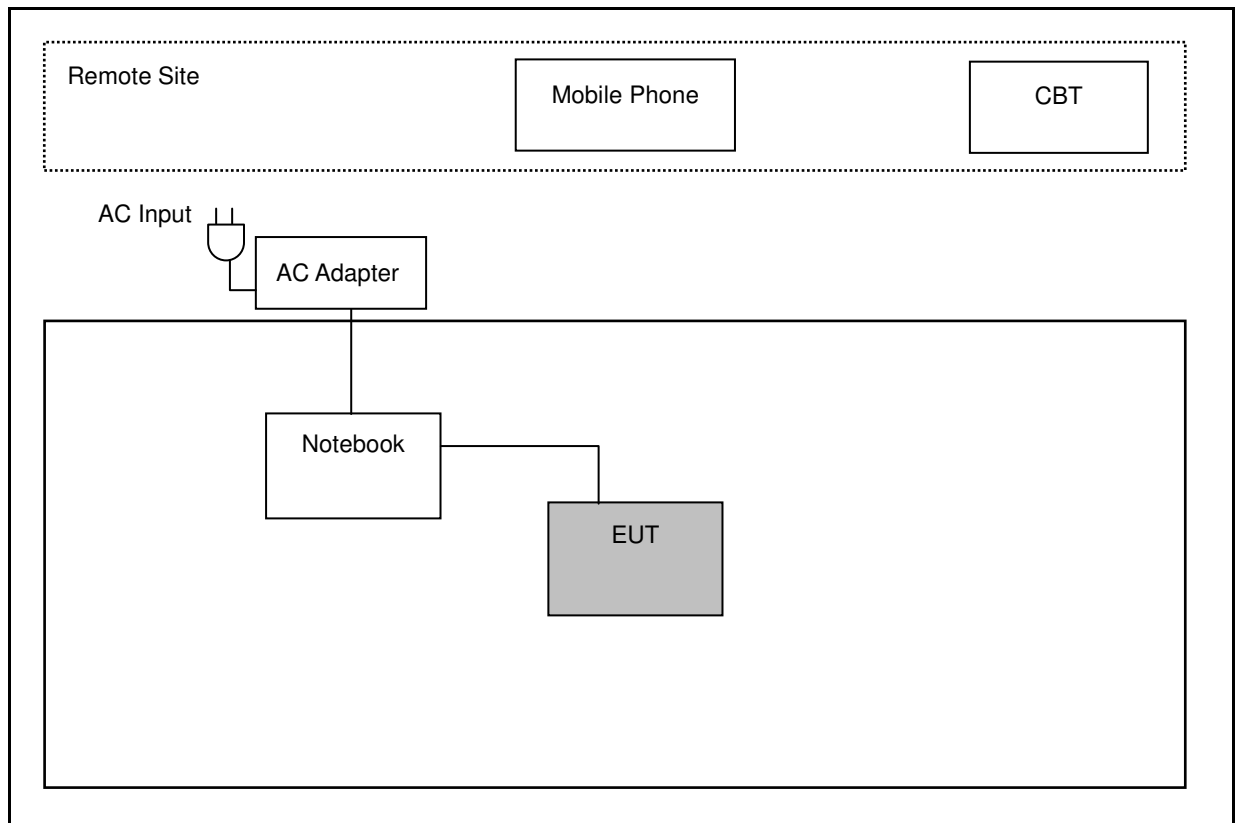 Remote Site
Mobile Phone
CBT
AC Input
AC Adapter
Notebook
EUT